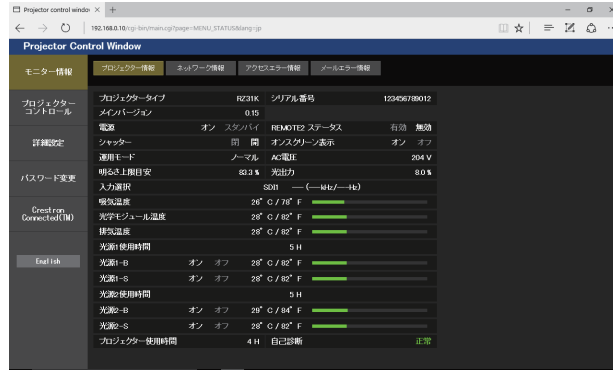 Projector control window
192.168.0.10/cgi-bin/main.cgi?page=MENU_STATUS&lang=jp
Projector Control Window
モニター情報
プロジェクター情報 ネットワーク情報 アクセスエラー情報 メールエラー情報
プロジェクター
コントロール
詳細設定
パスワード変更
Crestron
Connected(TM)
English
プロジェクタータイプ RZ31K シリアル番号 123456789012
メインバージョン 0.15
電源 オン スタンバイ REMOTE2 ステータス 有効 無効
シャッター 閉 開 オンスクリーン表示 オン オフ
運用モード ノーマル AC電圧 204 V
明るさ上限目安 83.3 % 光出力 8.0 %
入力選択 SDI1 ---(---kHz/---Hz)
吸気温度 26° C / 78° F
光学モジュール温度 28° C / 82° F
排気温度 28° C / 82° F
光源1使用時間 5 H
光源1-B オン オフ 28° C / 82° F
光源1-S オン オフ 28° C / 82° F
光源2使用時間 5 H
光源2-B オン オフ 29° C / 84° F
光源2-S オン オフ 28° C / 82° F
プロジェクター使用時間 4 H 自己診断 正常